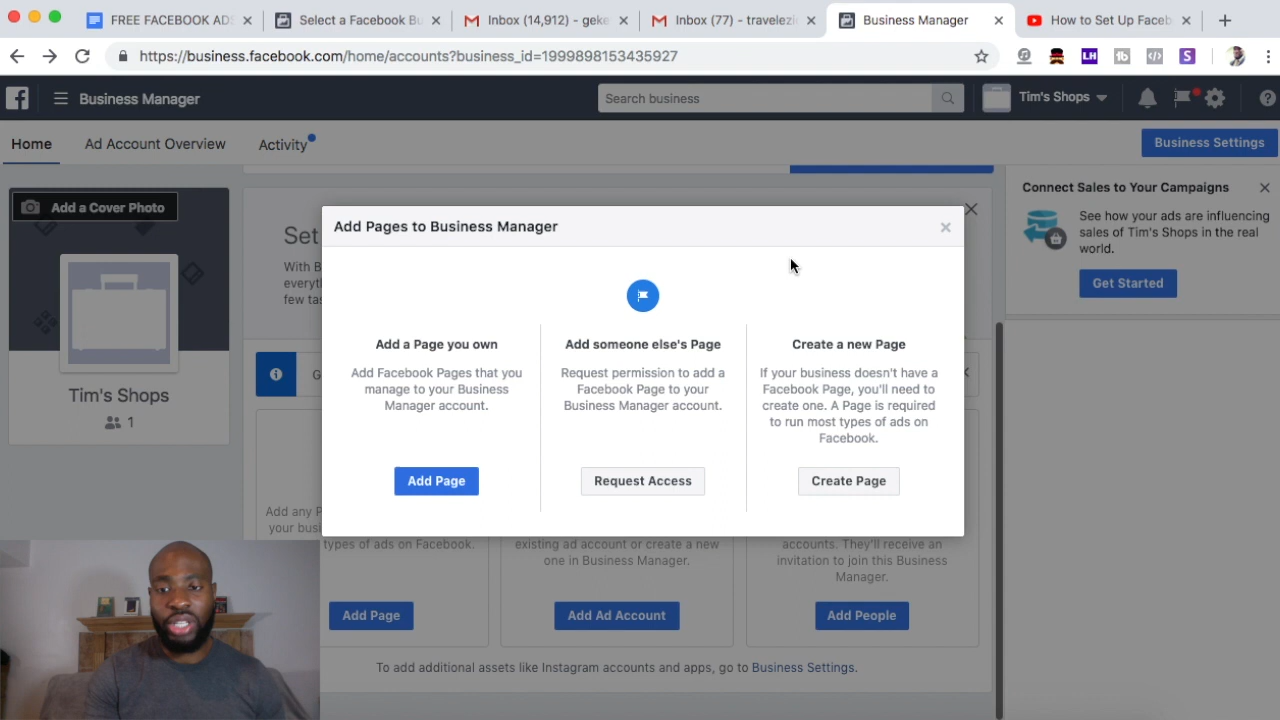 FREE FACEBOOK ADS
Select a Facebook Bu
Inbox (14,912) - geke
Inbox (77) - travelezi
Business Manager
How to Set Up Faceb
https://business.facebook.com/home/accounts?business_id=1999898153435927
Business Manager
Search business
Tim's Shops
Home
Ad Account Overview
Activity
Business Settings
Add a Cover Photo
Tim's Shops
1
Set
With B
everyt
few tas
G
Add Pages to Business Manager
Add a Page you own
Add Facebook Pages that you
manage to your Business
Manager account.
Add Page
Add someone else's Page
Request permission to add a
Facebook Page to your
Business Manager account.
Request Access
Create a new Page
If your business doesn't have a
Facebook Page, you'll need to
create one. A Page is required
to run most types of ads on
Facebook.
Create Page
Connect Sales to Your Campaigns
See how your ads are influencing
sales of Tim's Shops in the real
world.
Get Started
Add any P
your busi
types of ads on Facebook.
Add Page
existing ad account or create a new
one in Business Manager.
Add Ad Account
accounts. They'll receive an
invitation to join this Business
Manager.
Add People
To add additional assets like Instagram accounts and apps, go to Business Settings.